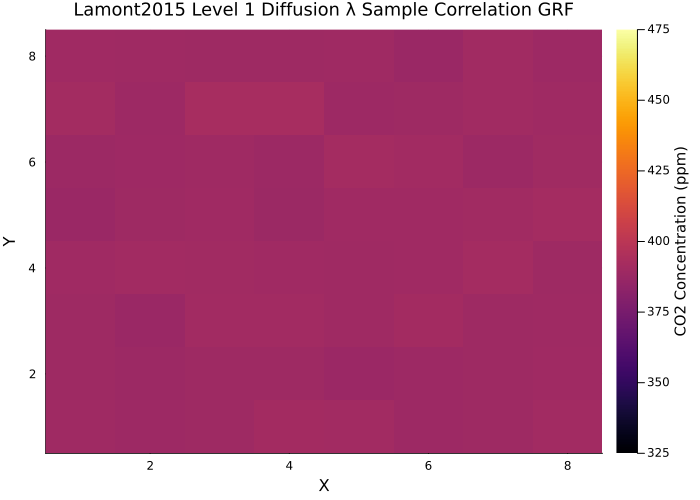 Lamont2015 Level 1 Diffusion λ Sample Correlation GRF
8
6
4
2
Y
2 4 6 8
X
475
450
425
400
375
350
325
CO2 Concentration (ppm)